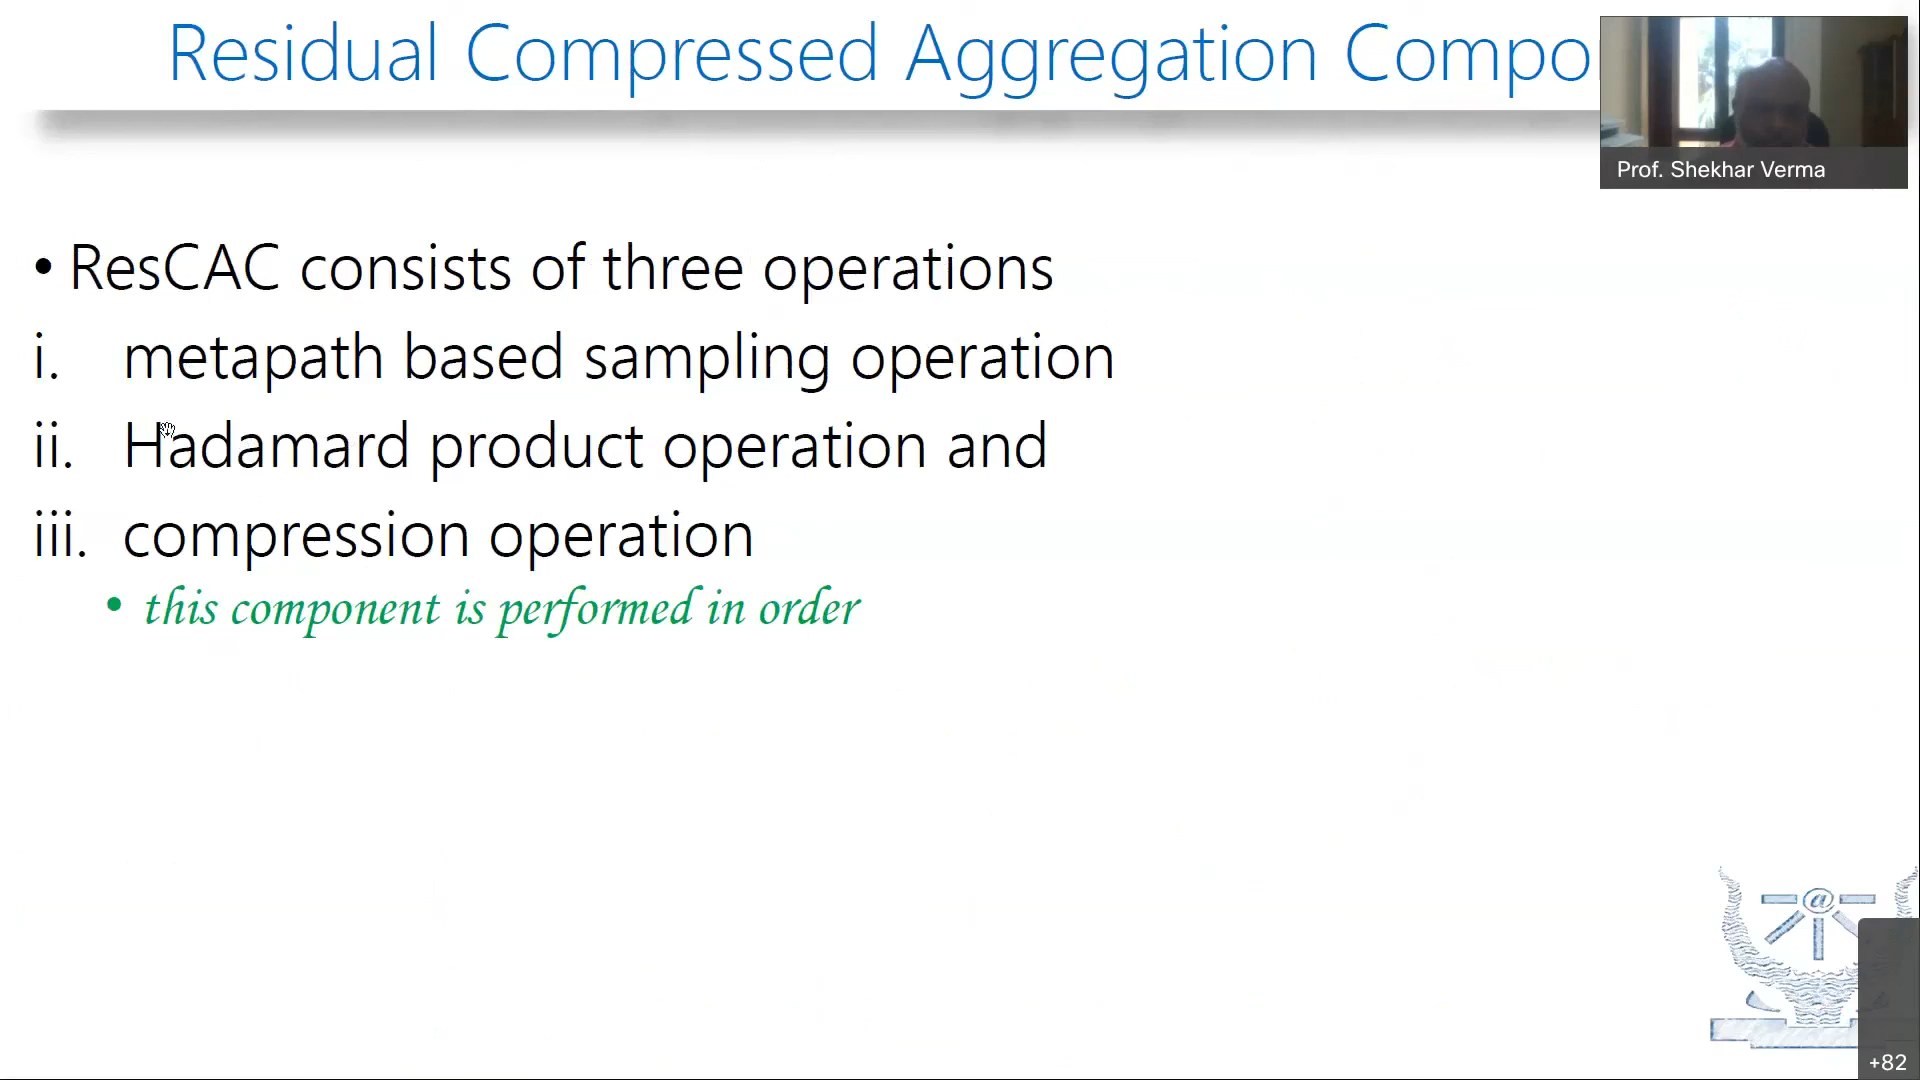 Residual Compressed Aggregation Compo
Prof. Shekhar Verma
• ResCAC consists of three operations
i. metapath based sampling operation
ii. Hadamard product operation and
iii. compression operation
• this component is performed in order
@
+82